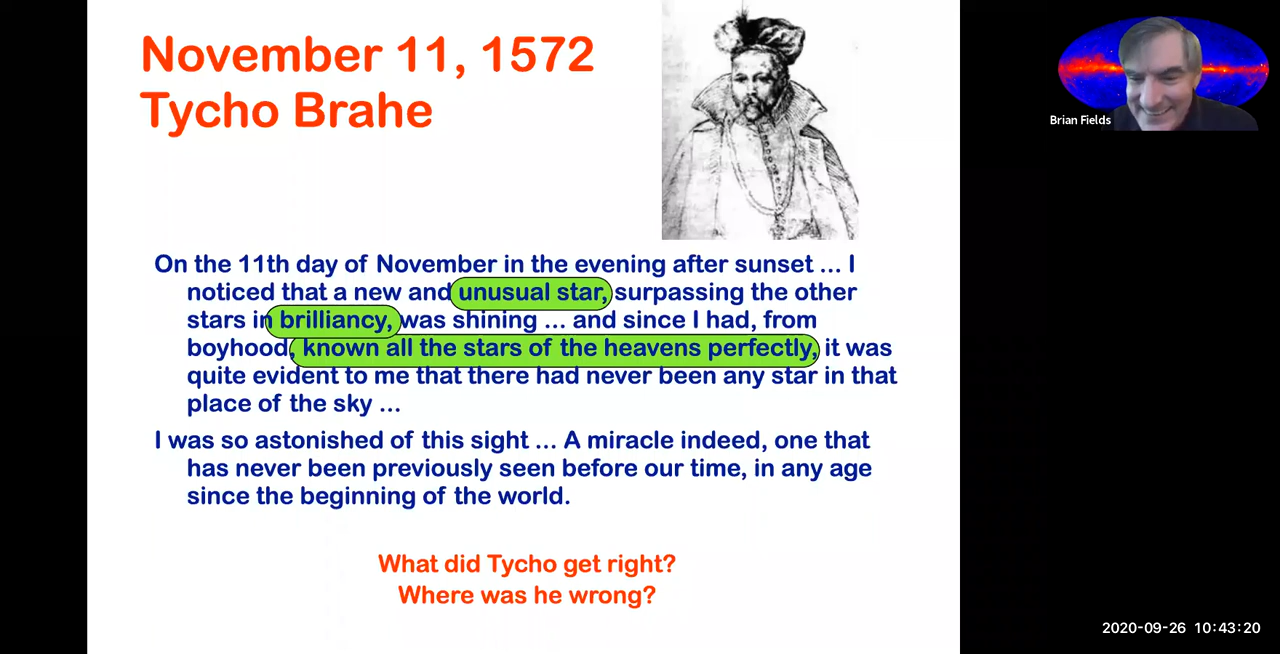 November 11, 1572
Tycho Brahe
Brian Fields
On the 11th day of November in the evening after sunset ... I
noticed that a new and unusual star, surpassing the other
stars in brilliancy, was shining ... and since I had, from
boyhood, known all the stars of the heavens perfectly, it was
quite evident to me that there had never been any star in that
place of the sky ...
I was so astonished of this sight ... A miracle indeed, one that
has never been previously seen before our time, in any age
since the beginning of the world.
What did Tycho get right?
Where was he wrong?
2020-09-26 10:43:20